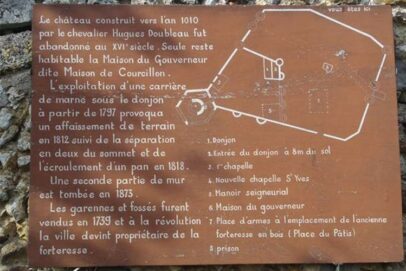 vous êtes ici
Le château construit vers l'an 1010
par le chevalier Hugues Doubleau fut
abandonné au XVIe siècle. Seule reste
habitable la Maison du Gouverneur
dite Maison de Courcillon.
L'exploitation d'une carrière
de marne sous le donjon
à partir de 1797 provoqua
un affaissement de terrain
en 1812 suivi de la séparation
en deux du sommet et de
l'écroulement d'un pan en 1818.
Une seconde partie de mur
est tombée en 1873.
Les garennes et fossés furent
vendus en 1739 et à la révolution
la ville devint propriétaire de la
forteresse.
1. Donjon
2. Entrée du donjon à 8m du sol
3. 1re chapelle
4. Nouvelle chapelle St Yves
5. Manoir seigneurial
6. Maison du gouverneur
7. Place d'armes à l'emplacement de l'ancienne
forteresse en bois (Place du Pâtis)
8. prison